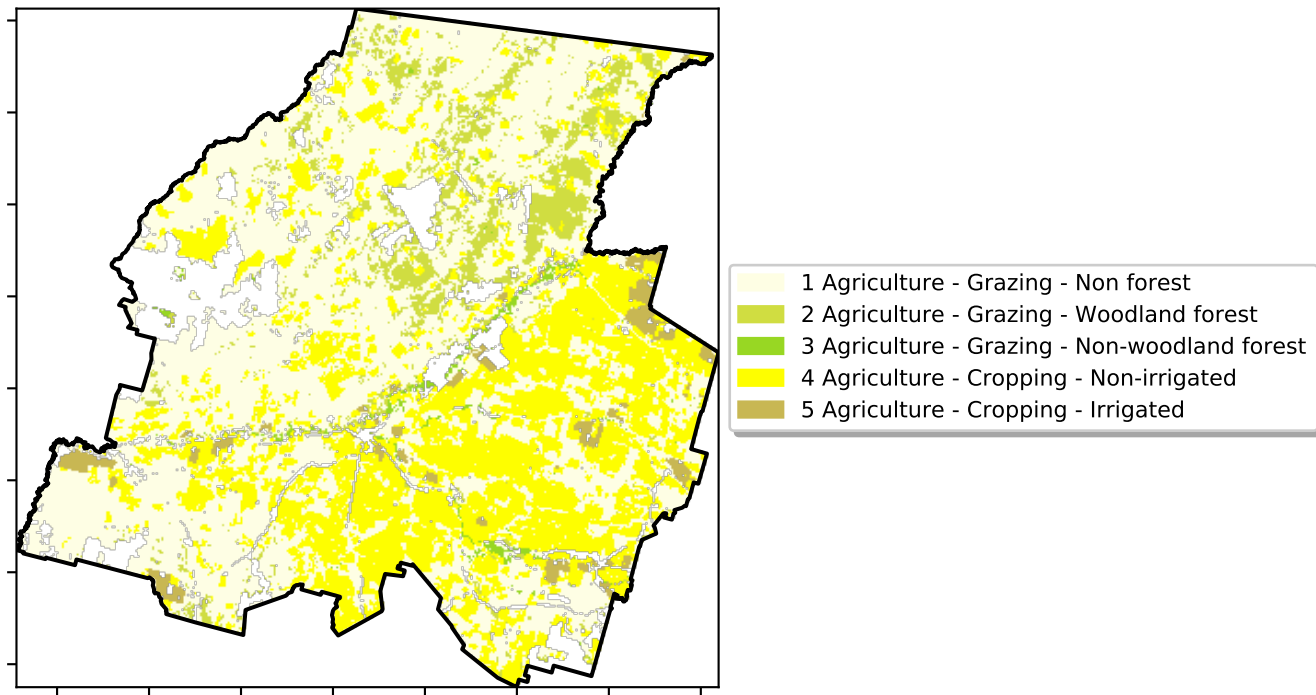 1 Agriculture - Grazing - Non forest
2 Agriculture - Grazing - Woodland forest
3 Agriculture - Grazing - Non-woodland forest
4 Agriculture - Cropping - Non-irrigated
5 Agriculture - Cropping - Irrigated